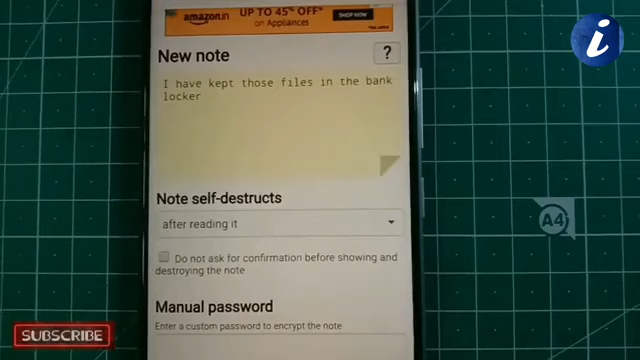 amazon.in
UP TO 45% OFF*
on Appliances
SHOP NOW
New note
?
I have kept those files in the bank
locker
Note self-destructs
after reading it
Do not ask for confirmation before showing and
destroying the note
Manual password
Enter a custom password to encrypt the note
i
A4
SUBSCRIBE